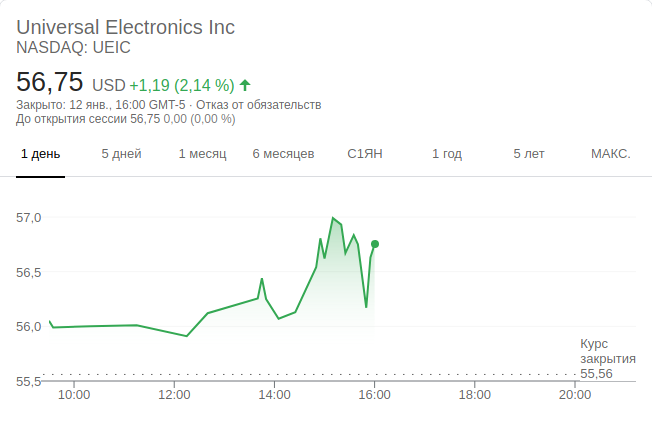 Universal Electronics Inc
NASDAQ: UEIC
56,75 USD +1,19 (2,14 %)
Закрыто: 12 янв., 16:00 GMT-5 · Отказ от обязательств
До открытия сессии 56,75 0,00 (0,00 %)
1 день 5 дней 1 месяц 6 месяцев С1ЯН 1 год 5 лет МАКС.
57,0
56,5
56,0
Курс
закрытия
55,56
55,5
10:00 12:00 14:00 16:00 18:00 20:00